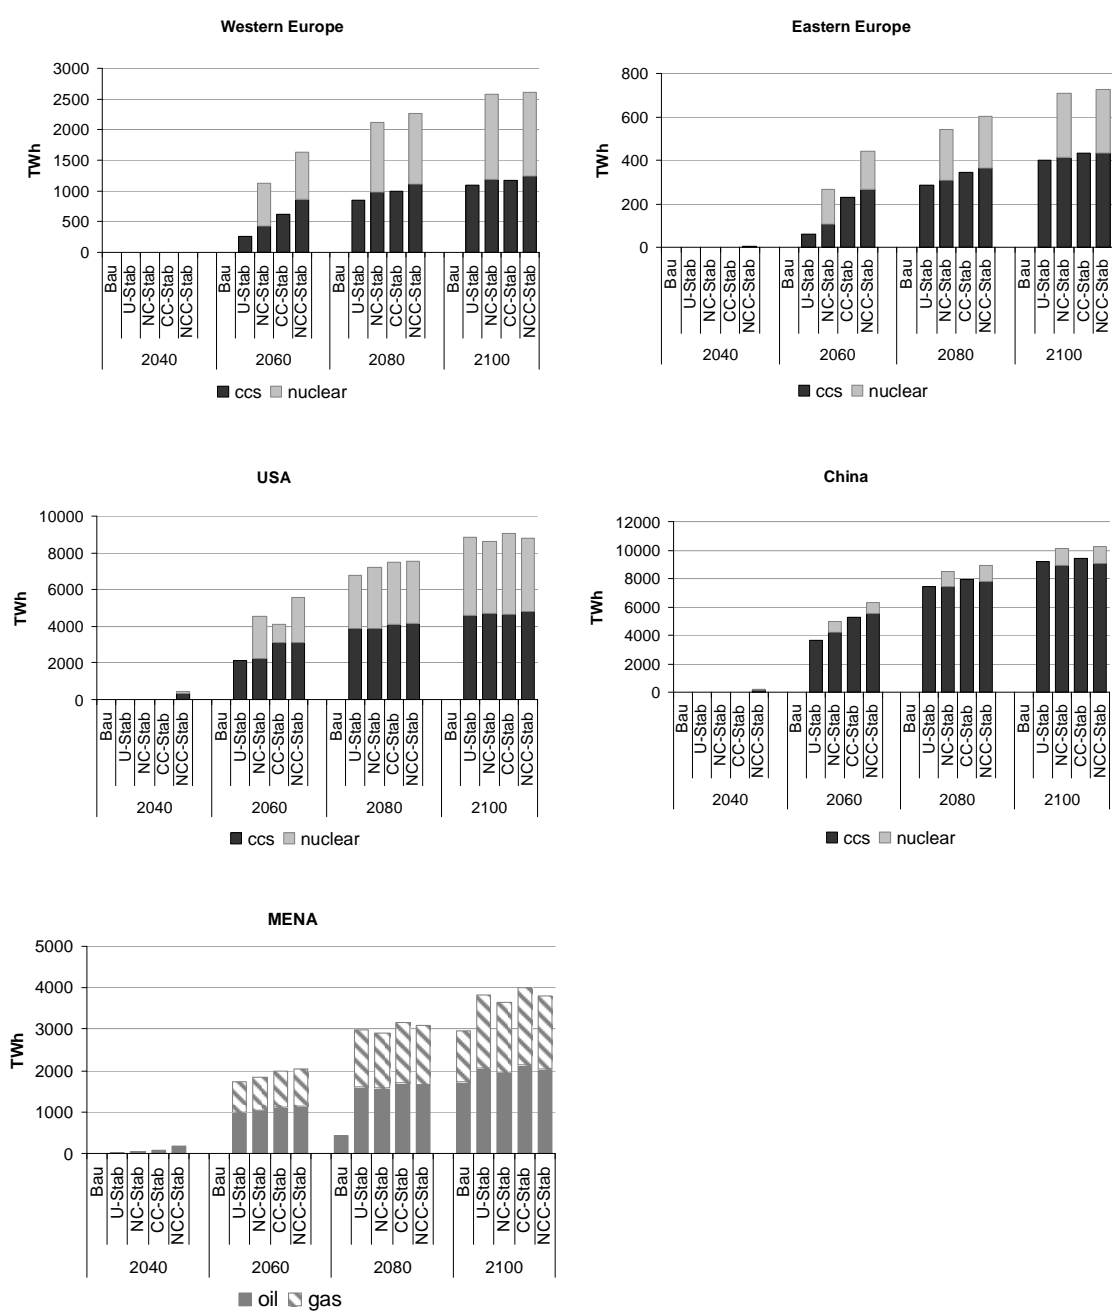 Western Europe
3000
2500
2000
1500
1000
500
0
TWh
Bau U-Stab NC-Stab CC-Stab NCC-Stab Bau U-Stab NC-Stab CC-Stab NCC-Stab Bau U-Stab NC-Stab CC-Stab NCC-Stab Bau U-Stab NC-Stab CC-Stab NCC-Stab
2040 2060 2080 2100
ccs nuclear
Eastern Europe
800
600
400
200
0
TWh
Bau U-Stab NC-Stab CC-Stab NCC-Stab Bau U-Stab NC-Stab CC-Stab NCC-Stab Bau U-Stab NC-Stab CC-Stab NCC-Stab Bau U-Stab NC-Stab CC-Stab NCC-Stab
2040 2060 2080 2100
ccs nuclear
USA
10000
8000
6000
4000
2000
0
TWh
Bau U-Stab NC-Stab CC-Stab NCC-Stab Bau U-Stab NC-Stab CC-Stab NCC-Stab Bau U-Stab NC-Stab CC-Stab NCC-Stab Bau U-Stab NC-Stab CC-Stab NCC-Stab
2040 2060 2080 2100
ccs nuclear
China
12000
10000
8000
6000
4000
2000
0
TWh
Bau U-Stab NC-Stab CC-Stab NCC-Stab Bau U-Stab NC-Stab CC-Stab NCC-Stab Bau U-Stab NC-Stab CC-Stab NCC-Stab Bau U-Stab NC-Stab CC-Stab NCC-Stab
2040 2060 2080 2100
ccs nuclear
MENA
5000
4000
3000
2000
1000
0
TWh
Bau U-Stab NC-Stab CC-Stab NCC-Stab Bau U-Stab NC-Stab CC-Stab NCC-Stab Bau U-Stab NC-Stab CC-Stab NCC-Stab Bau U-Stab NC-Stab CC-Stab NCC-Stab
2040 2060 2080 2100
oil gas